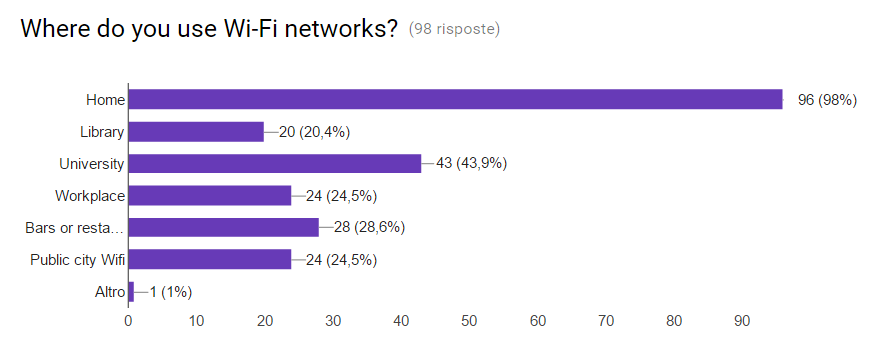 Where do you use Wi-Fi networks? (98 risposte)
Home 96 (98%)
Library 20 (20,4%)
University 43 (43,9%)
Workplace 24 (24,5%)
Bars or resta... 28 (28,6%)
Public city Wifi 24 (24,5%)
Altro 1 (1%)
0 10 20 30 40 50 60 70 80 90